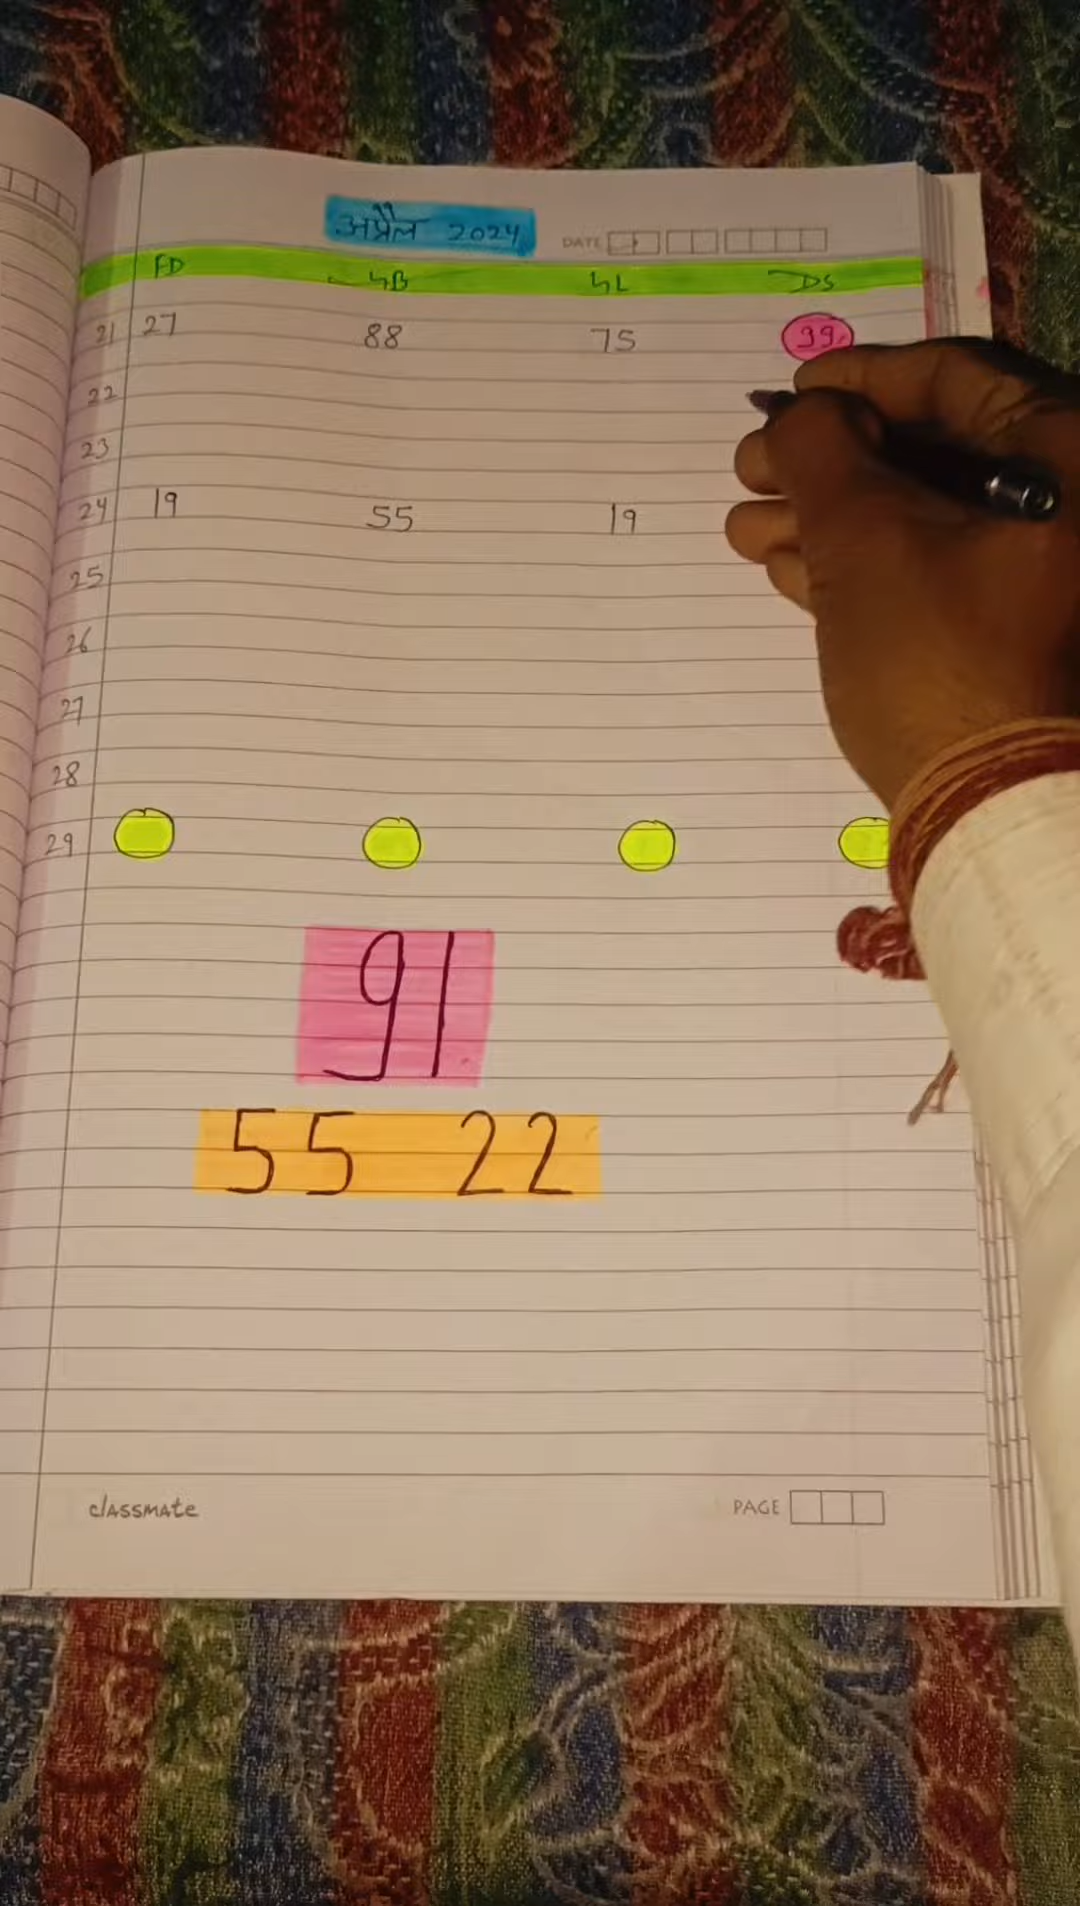 अप्रैल 2024
DATE
FD GB GL DS
21 27 88 75 39
22
23
24 19 55 19
25
26
27
28
29
91
55 22
classmate PAGE